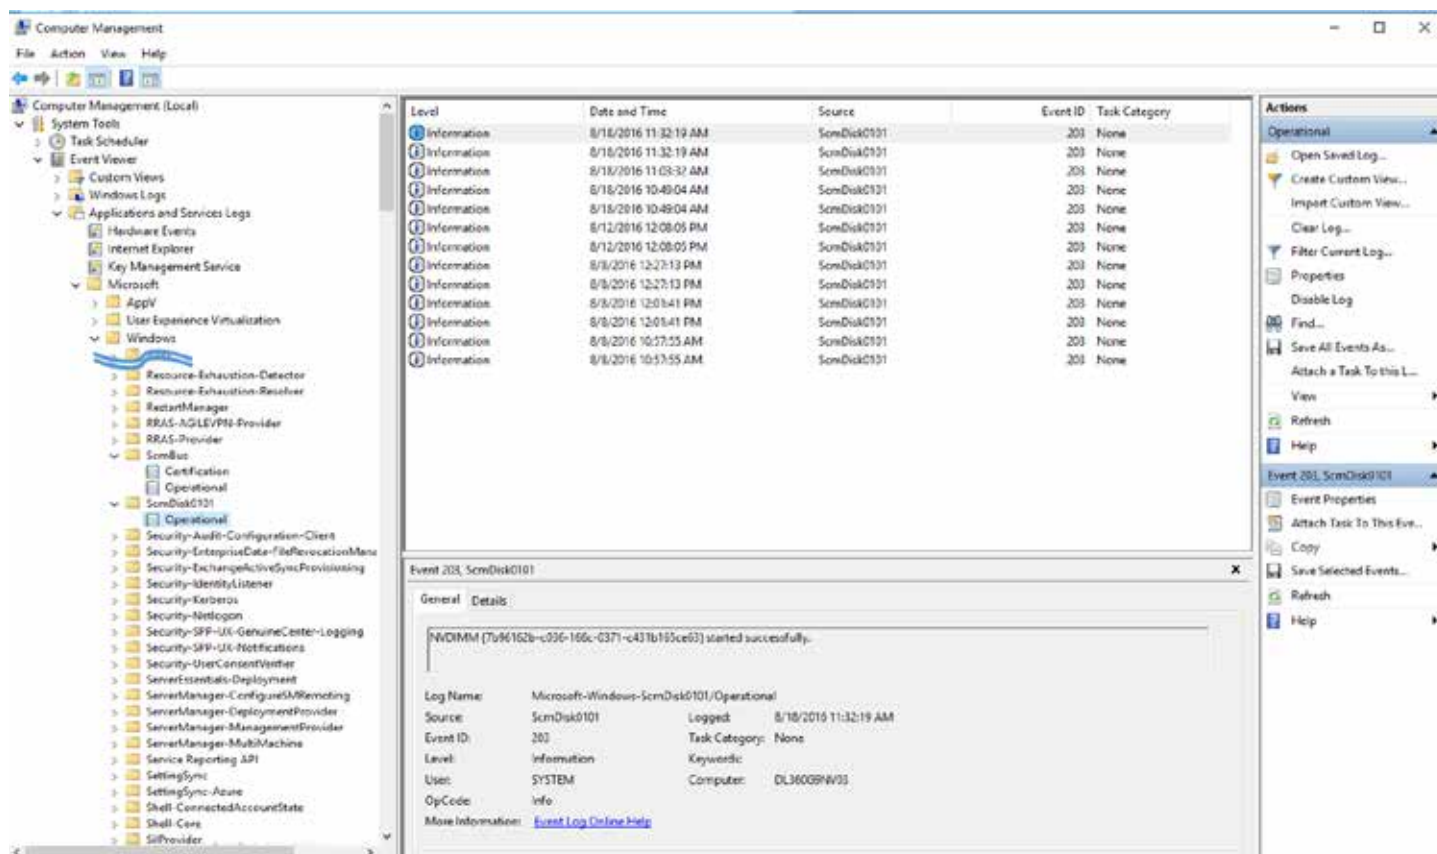 Computer Management
File Action View Help
Computer Management (Local)
System Tools
Task Scheduler
Event Viewer
Custom Views
Windows Logs
Applications and Services Logs
Hardware Events
Internet Explorer
Key Management Service
Microsoft
AppV
User Experience Virtualization
Windows
Resource-Exhaustion-Detector
Resource-Exhaustion-Resolver
RestartManager
RRAS-AGILEVPN-Provider
RRAS-Provider
ScmBus
Certification
Operational
ScmDisk0101
Operational
Security-Audit-Configuration-Client
Security-EnterpriseData-FileRevocationMana
Security-ExchangeActiveSyncProvisioning
Security-IdentityListener
Security-Kerberos
Security-Netlogon
Security-SPP-UX-GenuineCenter-Logging
Security-SPP-UX-Notifications
Security-UserConsentVerifier
ServerEssentials-Deployment
ServerManager-ConfigureSMRemoting
ServerManager-DeploymentProvider
ServerManager-ManagementProvider
ServerManager-MultiMachine
Service Reporting API
SettingSync
SettingSync-Azure
Shell-ConnectedAccountState
Shell-Core
SilProvider
Level Date and Time Source Event ID Task Category
Information 8/18/2016 11:32:19 AM ScmDisk0101 203 None
Information 8/18/2016 11:32:19 AM ScmDisk0101 203 None
Information 8/18/2016 11:03:32 AM ScmDisk0101 203 None
Information 8/18/2016 10:49:04 AM ScmDisk0101 203 None
Information 8/18/2016 10:49:04 AM ScmDisk0101 203 None
Information 8/12/2016 12:08:05 PM ScmDisk0101 203 None
Information 8/12/2016 12:08:05 PM ScmDisk0101 203 None
Information 8/8/2016 12:27:13 PM ScmDisk0101 203 None
Information 8/8/2016 12:27:13 PM ScmDisk0101 203 None
Information 8/8/2016 12:01:41 PM ScmDisk0101 203 None
Information 8/8/2016 12:01:41 PM ScmDisk0101 203 None
Information 8/8/2016 10:57:55 AM ScmDisk0101 203 None
Information 8/8/2016 10:57:55 AM ScmDisk0101 203 None
Event 203, ScmDisk0101
General Details
NVDIMM {7b96162b-c036-166c-0371-c431b165ce63} started successfully.
Log Name: Microsoft-Windows-ScmDisk0101/Operational
Source: ScmDisk0101 Logged: 8/18/2016 11:32:19 AM
Event ID: 203 Task Category: None
Level: Information Keywords:
User: SYSTEM Computer: DL360G9NV03
OpCode: Info
More Information: Event Log Online Help
Actions
Operational
Open Saved Log...
Create Custom View...
Import Custom View...
Clear Log...
Filter Current Log...
Properties
Disable Log
Find...
Save All Events As...
Attach a Task To this L...
View
Refresh
Help
Event 203, ScmDisk0101
Event Properties
Attach Task To This Eve...
Copy
Save Selected Events...
Refresh
Help